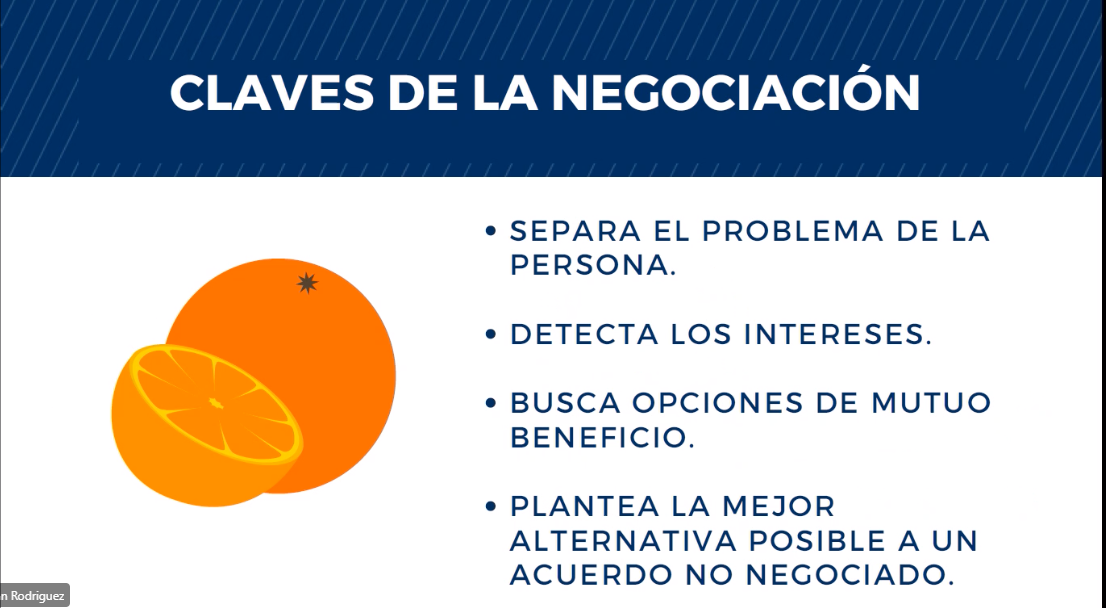 CLAVES DE LA NEGOCIACIÓN
• SEPARA EL PROBLEMA DE LA
PERSONA.
• DETECTA LOS INTERESES.
• BUSCA OPCIONES DE MUTUO
BENEFICIO.
• PLANTEA LA MEJOR
ALTERNATIVA POSIBLE A UN
ACUERDO NO NEGOCIADO.
n Rodriguez